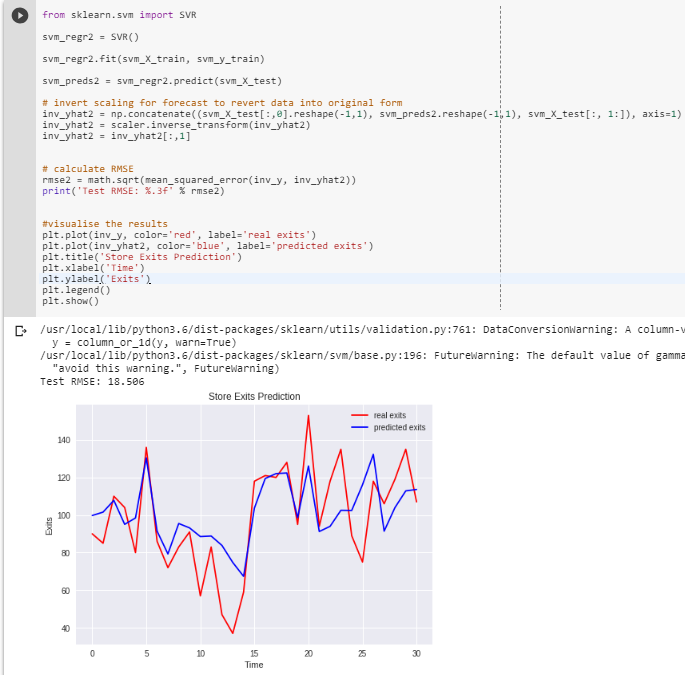 from sklearn.svm import SVR
svm_regr2 = SVR()
svm_regr2.fit(svm_X_train, svm_y_train)
svm_preds2 = svm_regr2.predict(svm_X_test)
# invert scaling for forecast to revert data into original form
inv_yhat2 = np.concatenate((svm_X_test[:,0].reshape(-1,1), svm_preds2.reshape(-1,1), svm_X_test[:, 1:]), axis=1)
inv_yhat2 = scaler.inverse_transform(inv_yhat2)
inv_yhat2 = inv_yhat2[:,1]
# calculate RMSE
rmse2 = math.sqrt(mean_squared_error(inv_y, inv_yhat2))
print('Test RMSE: %.3f' % rmse2)
#visualise the results
plt.plot(inv_y, color='red', label='real exits')
plt.plot(inv_yhat2, color='blue', label='predicted exits')
plt.title('Store Exits Prediction')
plt.xlabel('Time')
plt.ylabel('Exits')
plt.legend()
plt.show()
/usr/local/lib/python3.6/dist-packages/sklearn/utils/validation.py:761: DataConversionWarning: A column-v
y = column_or_1d(y, warn=True)
/usr/local/lib/python3.6/dist-packages/sklearn/svm/base.py:196: FutureWarning: The default value of gamma
"avoid this warning.", FutureWarning)
Test RMSE: 18.506
Store Exits Prediction
real exits
predicted exits
140
120
100
80
60
40
Exits
0 5 10 15 20 25 30
Time